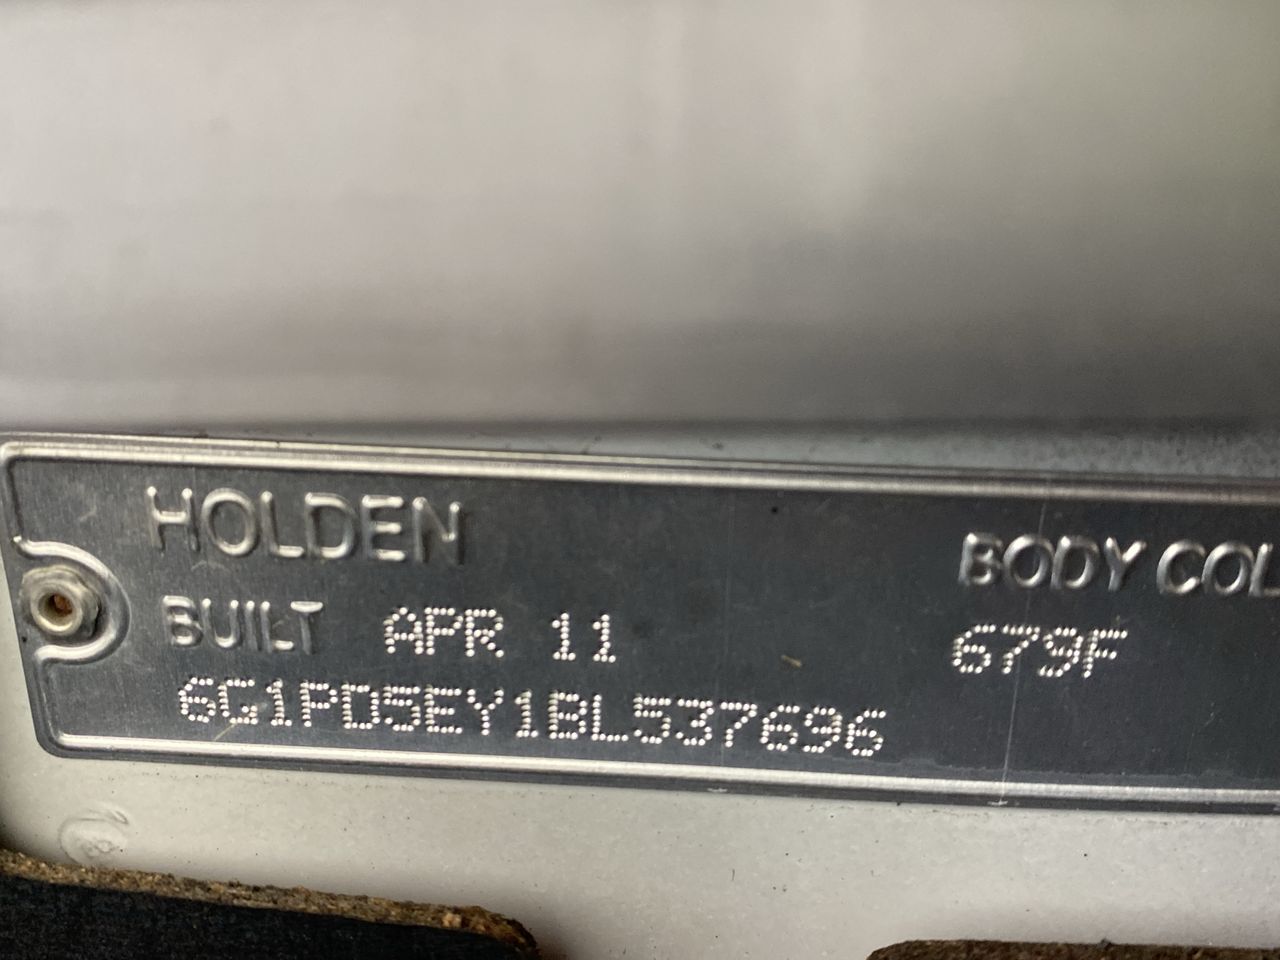 HOLDEN
BODY COL
BUILT APR 11
679F
6G1PD5EY1BL537696